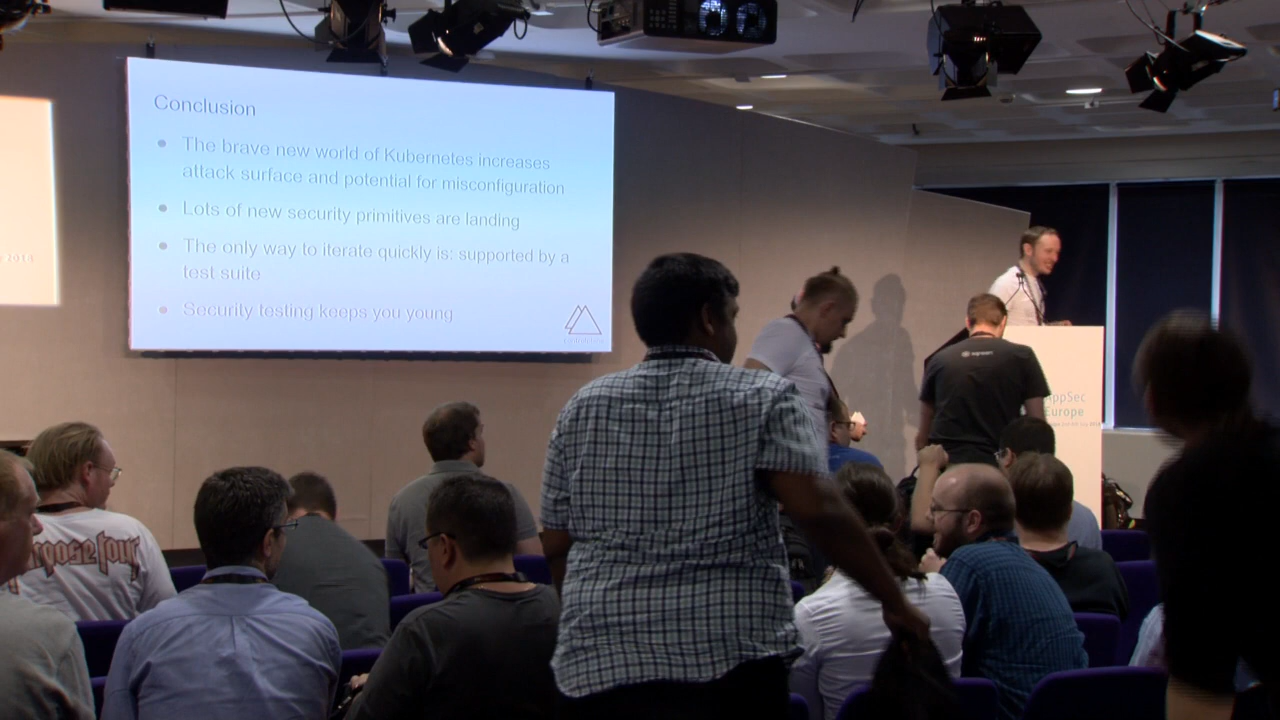 Conclusion
The brave new world of Kubernetes increases
attack surface and potential for misconfiguration
Lots of new security primitives are landing
The only way to iterate quickly is: supported by a
test suite
Security testing keeps you young
controlplane
2018
AppSec
Europe